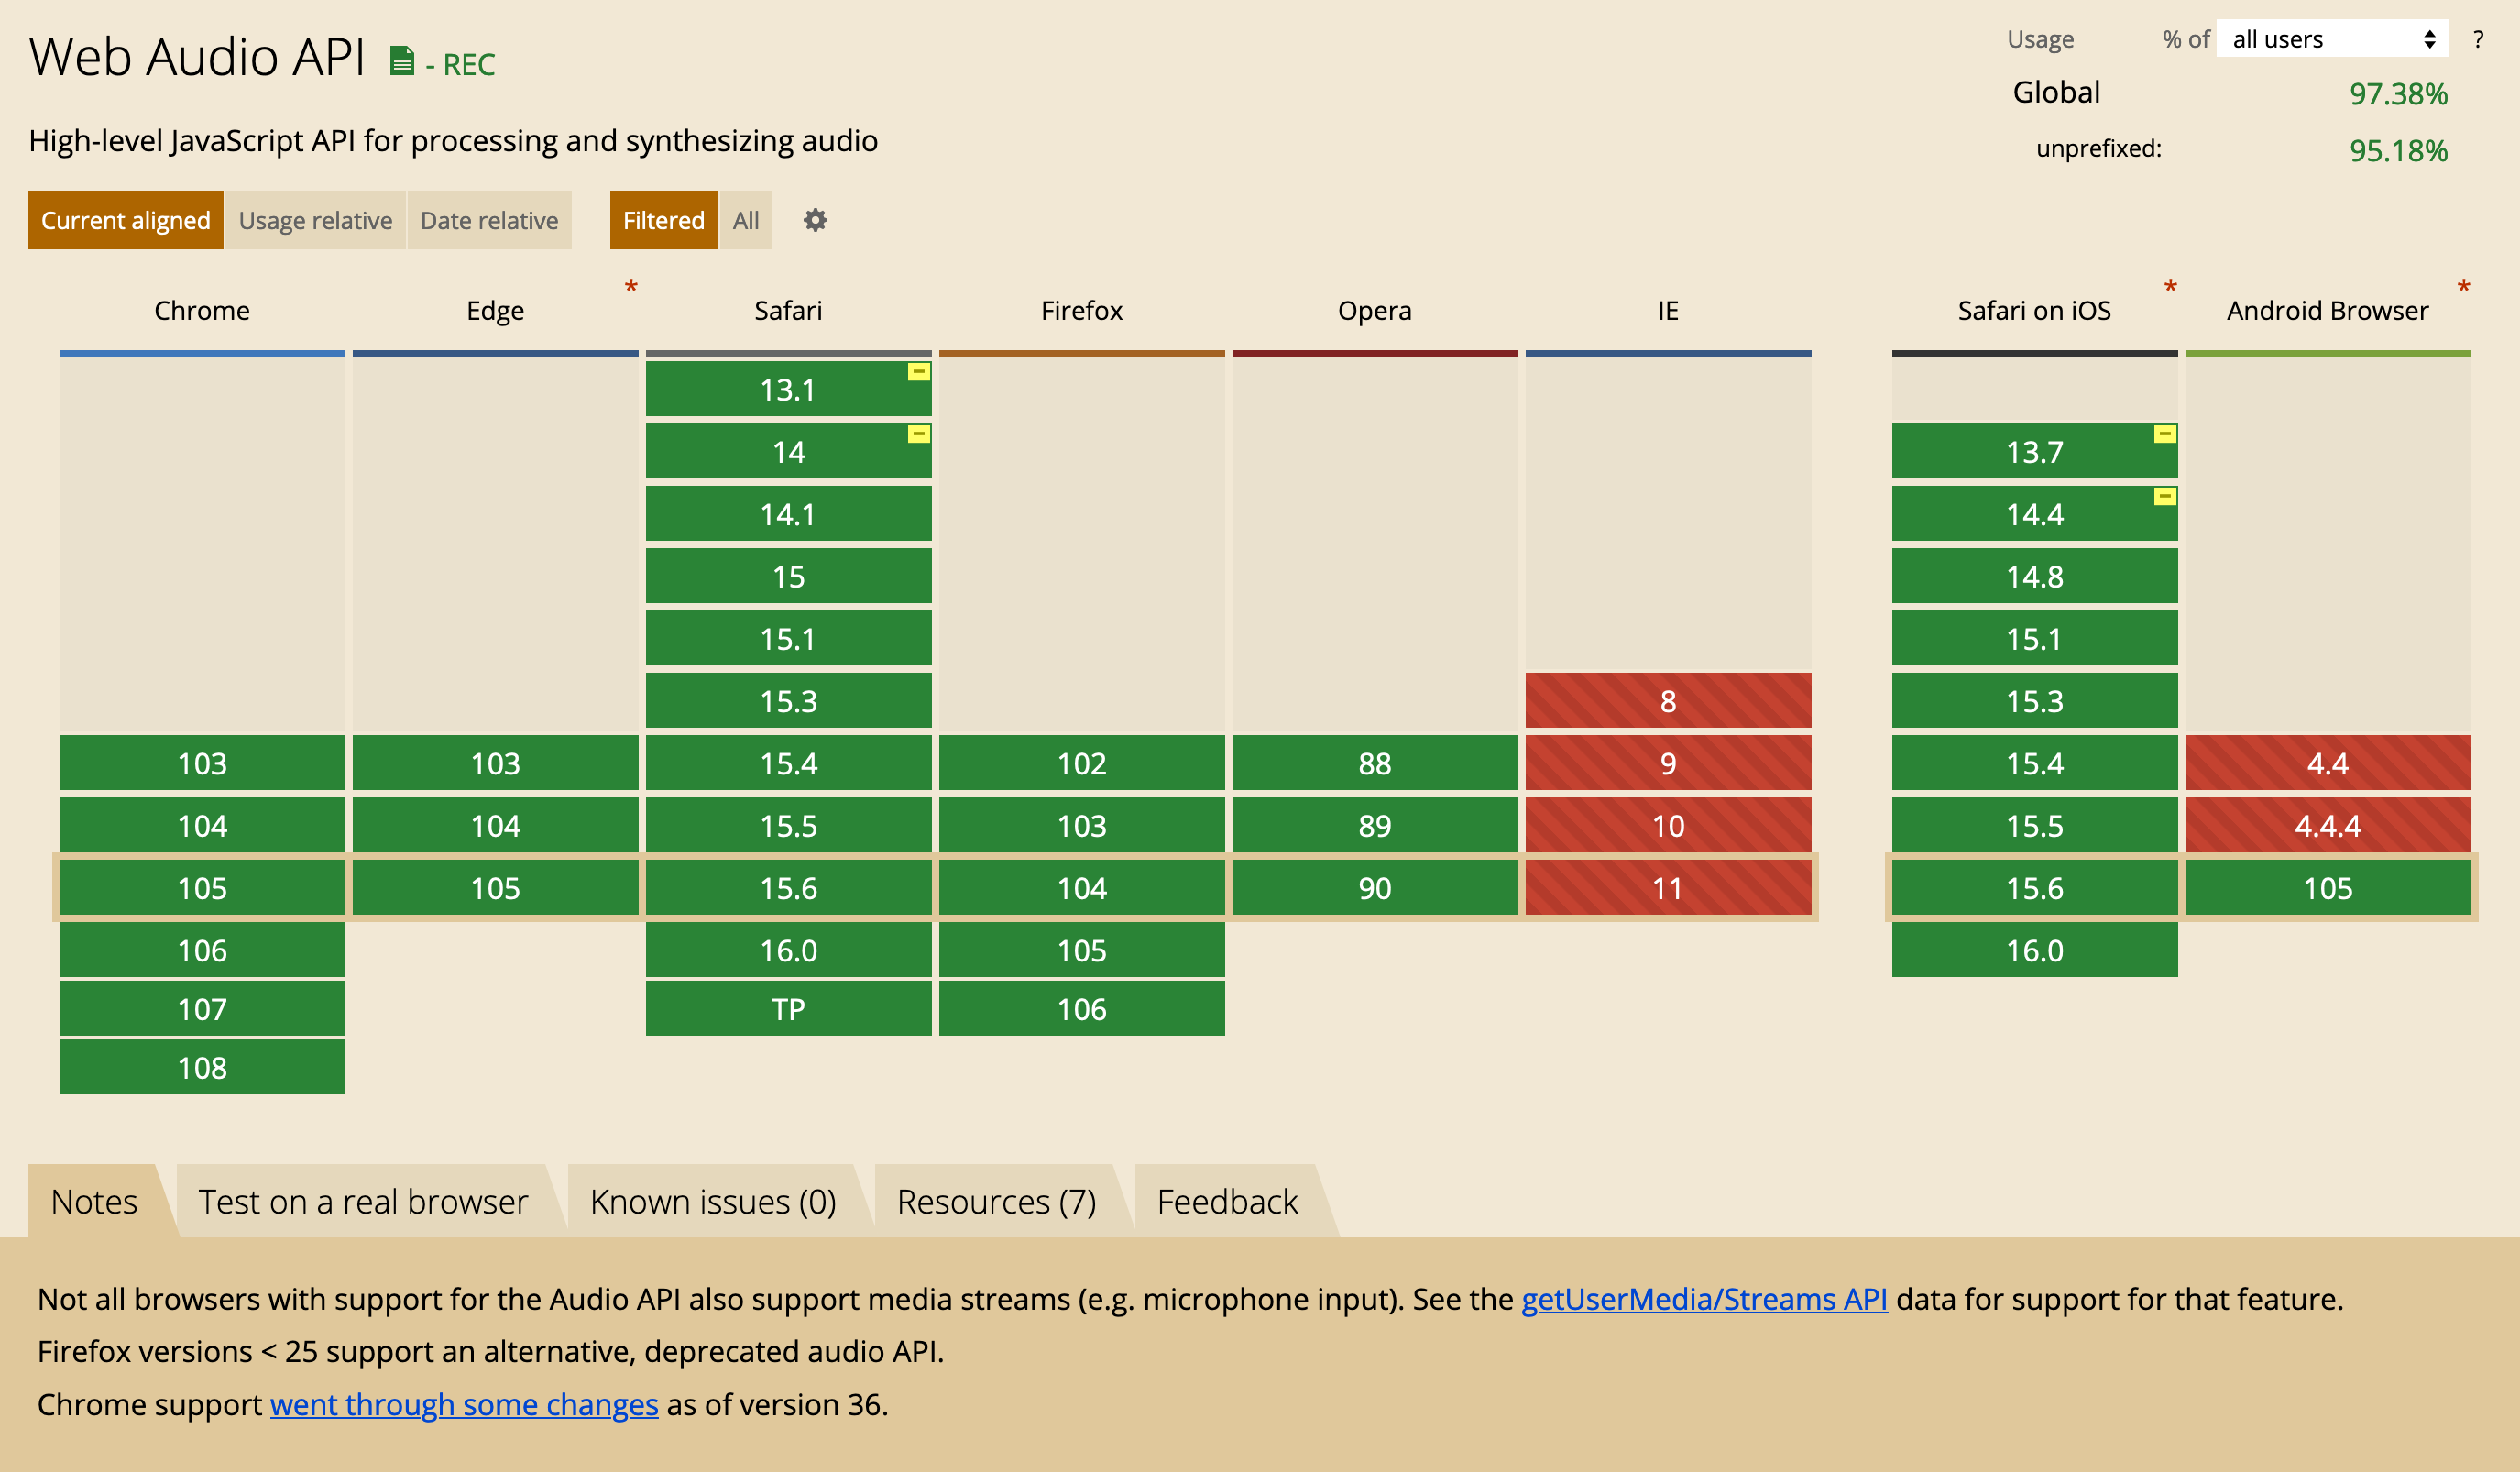 Web Audio API - REC
Usage % of all users ?
Global 97.38%
unprefixed: 95.18%
High-level JavaScript API for processing and synthesizing audio
Current aligned Usage relative Date relative Filtered All
Chrome Edge * Safari Firefox Opera IE Safari on iOS * Android Browser *
13.1
14 13.7
14.1 14.4
15 14.8
15.1 15.1
15.3 8 15.3
103 103 15.4 102 88 9 15.4 4.4
104 104 15.5 103 89 10 15.5 4.4.4
105 105 15.6 104 90 11 15.6 105
106 16.0 105 16.0
107 TP 106
108
Notes Test on a real browser Known issues (0) Resources (7) Feedback
Not all browsers with support for the Audio API also support media streams (e.g. microphone input). See the getUserMedia/Streams API data for support for that feature.
Firefox versions < 25 support an alternative, deprecated audio API.
Chrome support went through some changes as of version 36.